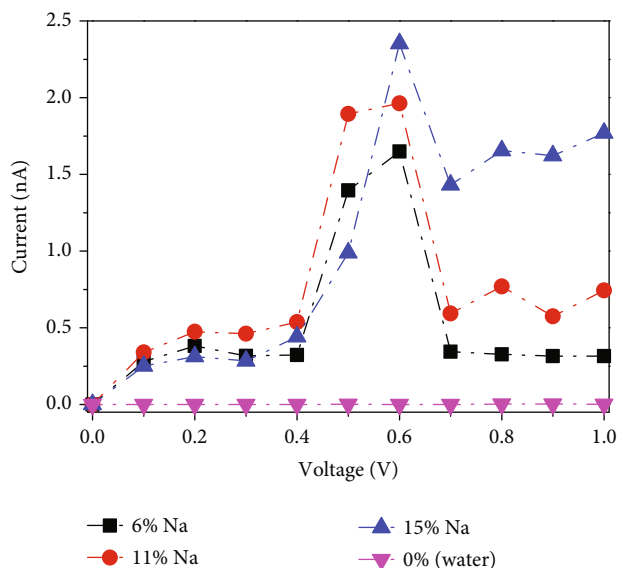 2.5
2.0
1.5
1.0
0.5
0.0
Current (nA)
0.0 0.2 0.4 0.6 0.8 1.0
Voltage (V)
6% Na 15% Na
11% Na 0% (water)